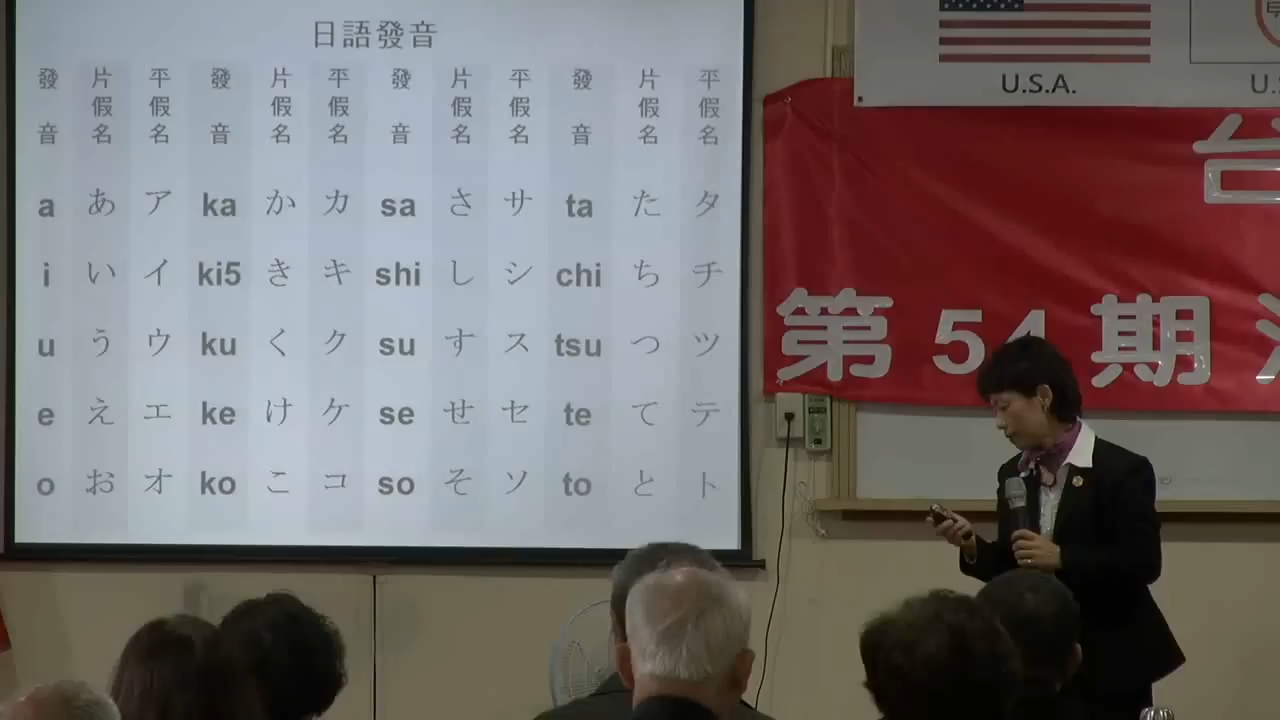 日語發音
發音 片假名 平假名 發音 片假名 平假名 發音 片假名 平假名 發音 片假名 平假名
a あ ア ka か カ sa さ サ ta た タ
i い イ ki5 き キ shi し シ chi ち チ
u う ウ ku く ク su す ス tsu つ ツ
e え エ ke け ケ se せ セ te て テ
o お オ ko こ コ so そ ソ to と ト
U.S.A.
台
第 54 期